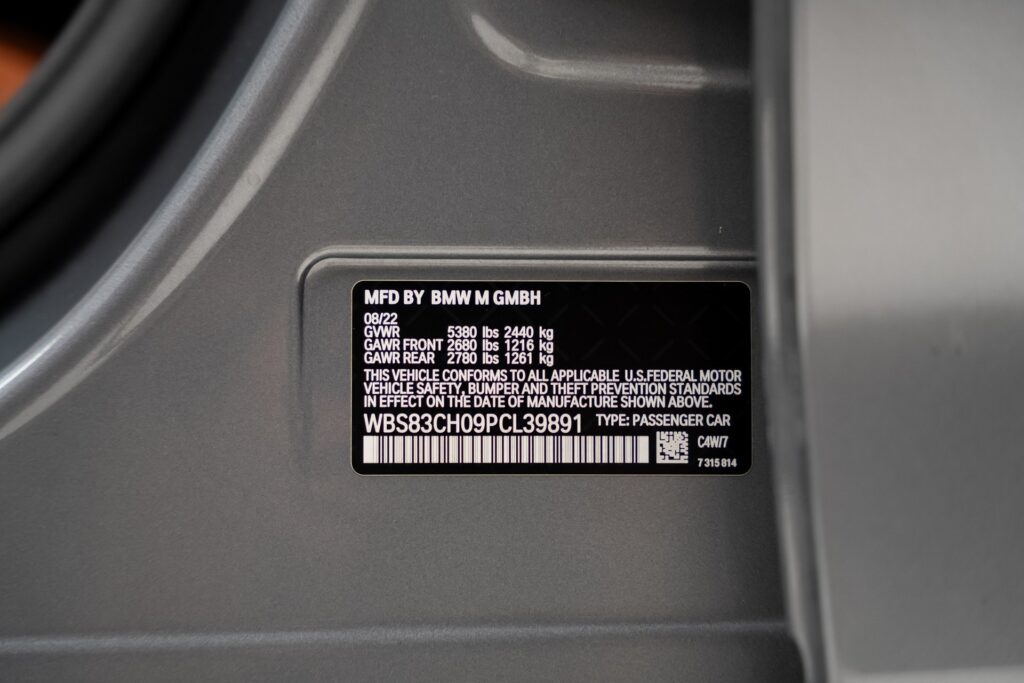 MFD BY BMW M GMBH
08/22
GVWR 5380 lbs 2440 kg
GAWR FRONT 2680 lbs 1216 kg
GAWR REAR 2780 lbs 1261 kg
THIS VEHICLE CONFORMS TO ALL APPLICABLE U.S.FEDERAL MOTOR
VEHICLE SAFETY, BUMPER AND THEFT PREVENTION STANDARDS
IN EFFECT ON THE DATE OF MANUFACTURE SHOWN ABOVE.
WBS83CH09PCL39891 TYPE: PASSENGER CAR
C4W/7
7 315 814